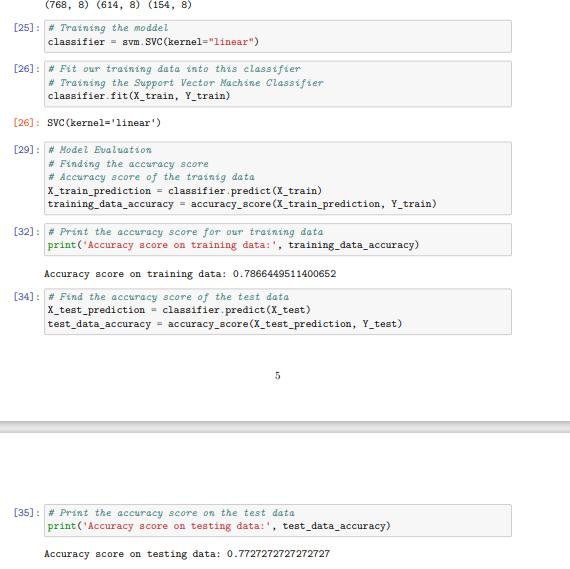 (768, 8) (614, 8) (154, 8)
[25]: # Training the moddel
classifier = svm.SVC(kernel="linear")
[26]: # Fit our training data into this classifier
# Training the Support Vector Machine Classifier
classifier.fit(X_train, Y_train)
[26]: SVC(kernel='linear')
[29]: # Model Evaluation
# Finding the accuracy score
# Accuracy score of the trainig data
X_train_prediction = classifier.predict(X_train)
training_data_accuracy = accuracy_score(X_train_prediction, Y_train)
[32]: # Print the accuracy score for our training data
print('Accuracy score on training data:', training_data_accuracy)
Accuracy score on training data: 0.7866449511400652
[34]: # Find the accuracy score of the test data
X_test_prediction = classifier.predict(X_test)
test_data_accuracy = accuracy_score(X_test_prediction, Y_test)
5
[35]: # Print the accuracy score on the test data
print('Accuracy score on testing data:', test_data_accuracy)
Accuracy score on testing data: 0.7727272727272727